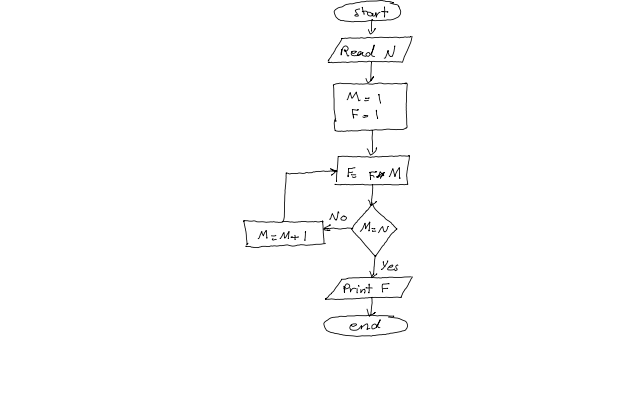 start
Read N
M = 1
F = 1
F = F * M
No
M = N
M = M + 1
Yes
Print F
end